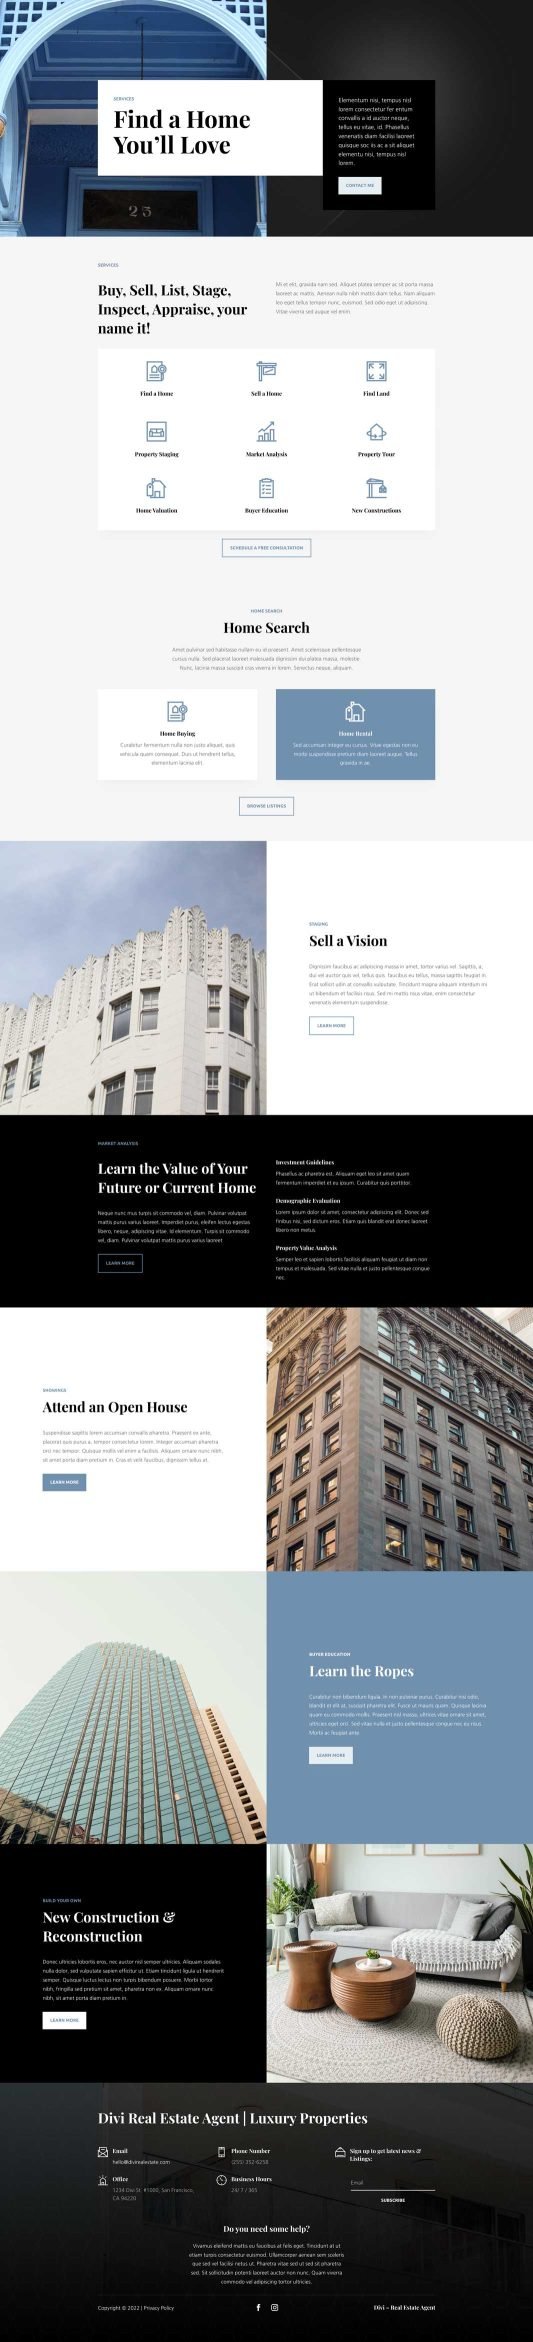 25
SERVICES
Find a Home
You'll Love
Elementum nisi, tempus nisl
lorem consectetur fer entum
convallis a id auctor neque,
tellus eu vitae, id. Phasellus
venenatis diam facilisi laoreet
quisque soc iis ac a sit aliquet
elementu nisi, tempus nisl
lorem.
CONTACT ME
SERVICES
Buy, Sell, List, Stage,
Inspect, Appraise, your
name it!
Mi et elit, gravida nam sed. Aliquet platea semper ac sit porta massa
laoreet ac mattis. Aenean nulla nibh mattis diam tellus. Nam aliquam
leo eget tellus tempor nunc, euismod. Sed odio eget ut adipiscing.
Vitae viverra sed augue vel enim.
Find a Home
Sell a Home
Find Land
Property Staging
Market Analysis
Property Tour
Home Valuation
Buyer Education
New Constructions
SCHEDULE A FREE CONSULTATION
HOME SEARCH
Home Search
Amet pulvinar sed habitasse nullam eu id praesent. Amet scelerisque pellentesque
cursus nulla. Sed placerat laoreet malesuada dignissim dui platea massa, molestie.
Nunc, lacinia massa suscipit cras viverra in lorem. Senectus neque, aliquam.
Home Buying
Curabitur fermentum nulla non justo aliquet, quis
vehicula quam consequat. Duis ut hendrerit tellus,
elementum lacinia elit.
Home Rental
Sed accumsan integer eu cursus. Vitae egestas non eu
morbi suspendisse pretium diam laoreet augue. Tellus
gravida in ae.
BROWSE LISTINGS
STAGING
Sell a Vision
Dignissim faucibus ac adipiscing massa in amet, tortor varius vel. Sagittis, a,
dui vel auctor quis vel, tellus quis. faucibus eu tellus, massa sagittis feugiat in.
Erat sollicit udin at convallis vulputate. Tincidunt magna aliquam interdum mi
ut bibendum et facilisis risus. Sed mi mattis risus vitae, enim consectetur
venenatis elementum suspendisse.
LEARN MORE
MARKET ANALYSIS
Learn the Value of Your
Future or Current Home
Neque nunc mus turpis sit commodo vel, diam. Pulvinar volutpat
mattis purus varius laoreet. Imperdiet purus, eleifen lectus egestas
libero, neque, adipiscing vitae. Id elementum. Turpis sit commodo
vel, diam. Pulvinar volutpat mattis purus varius laoreet
LEARN MORE
Investment Guidelines
Phasellus ac pharetra est. Aliquam eget leo sit amet quam
fermentum imperdiet et eu ipsum. Curabitur quis porttitor.
Demographic Evaluation
Lorem ipsum dolor sit amet, consectetur adipiscing elit. Donec sed
finibus nisi, sed dictum eros. Etiam quis blandit erat donec laoreet
libero non metus.
Property Value Analysis
Semper leo et sapien lobortis facilisis aliquam feugiat ut diam non
tempus et malesuada. Sed vitae nulla et justo pellentesque congue
nec.
SHOWINGS
Attend an Open House
Suspendisse sagittis lorem accumsan convallis pharetra. Praesent ex ante,
placerat quis purus a, tempor consectetur lorem. Integer accumsan pharetra
orci nec tempor. Quisque mollis vel enim a facilisis. Aliquam ornare nunc nibh,
sit amet porta diam pretium in. Cras et velit faucibus, dignissim tellus at.
LEARN MORE
BUYER EDUCATION
Learn the Ropes
Curabitur non bibendum ligula. In non pulvinar purus. Curabitur nisi odio,
blandit et elit at, suscipit pharetra elit. Fusce ut mauris quam. Quisque lacinia
quam eu commodo mollis. Praesent nisl massa, ultrices vitae ornare sit amet,
ultricies eget orci. Sed vitae nulla et justo pellentesque congue nec eu risus.
Morbi ac feugiat ante.
LEARN MORE
BUILD YOUR OWN
New Construction &
Reconstruction
Donec ultricies lobortis eros, nec auctor nisl semper ultricies. Aliquam sodales
nulla dolor, sed vulputate sapien efficitur ut. Etiam tincidunt ligula ut hendrerit
semper. Quisque luctus lectus non turpis bibendum posuere. Morbi tortor
nibh, fringilla sed pretium sit amet, pharetra non ex. Aliquam ornare nunc
nibh, sit amet porta diam pretium in.
LEARN MORE
Divi Real Estate Agent | Luxury Properties
Email
hello@divirealestate.com
Phone Number
(255) 352-6258
Sign up to get latest news &
Listings:
Office
1234 Divi St. #1000, San Francisco,
CA 94220
Business Hours
24/ 7 / 365
Email
SUBSCRIBE
Do you need some help?
Vivamus eleifend mattis eu faucibus at felis eget. Tincidunt at ut
etiam turpis consectetur euismod. Ullamcorper aenean sem sceleris
que sed vel facilisi netus ut. Pharetra vitae sed ut sed sit pharetra
sed. Sit sollicitudin potenti laoreet auctor non nunc. Quam viverra
commodo vel adipiscing tortor ultricies.
Copyright © 2022 | Privacy Policy
Divi – Real Estate Agent